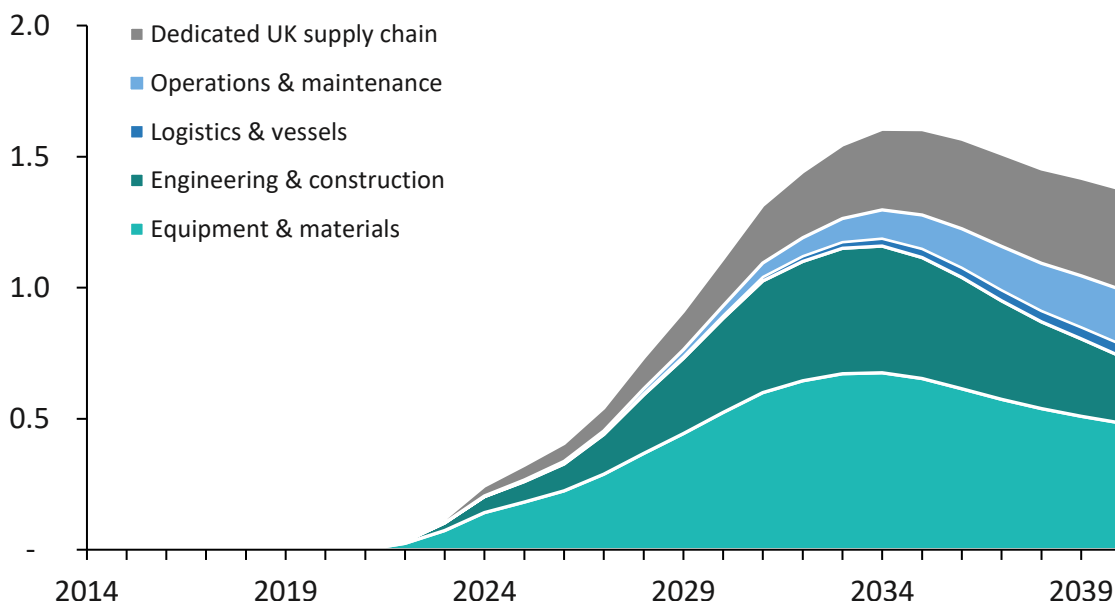 2.0
Dedicated UK supply chain
Operations & maintenance
Logistics & vessels
1.5
Engineering & construction
Equipment & materials
1.0
0.5
-
2014 2019 2024 2029 2034 2039